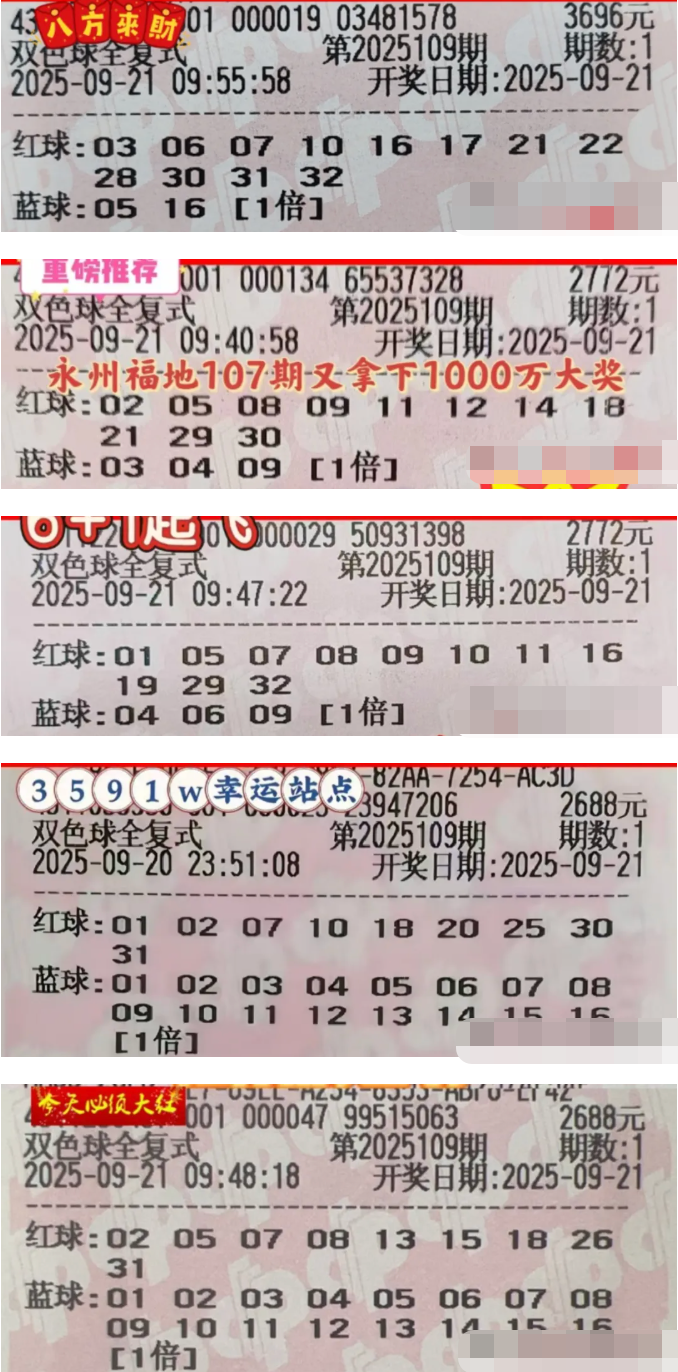 八方来财
43 001 000019 03481578 3696元
双色球全复式 第2025109期 期数:1
2025-09-21 09:55:58 开奖日期:2025-09-21
红球:03 06 07 10 16 17 21 22
28 30 31 32
蓝球:05 16 [1倍]
重磅推荐
001 000134 65537328 2772元
双色球全复式 第2025109期 期数:1
2025-09-21 09:40:58 开奖日期:2025-09-21
永州福地107期又拿下1000万大奖
红球:02 05 08 09 11 12 14 18
21 29 30
蓝球:03 04 09 [1倍]
6+1起飞
000029 50931398 2772元
双色球全复式 第2025109期 期数:1
2025-09-21 09:47:22 开奖日期:2025-09-21
红球:01 05 07 08 09 10 11 16
19 29 32
蓝球:04 06 09 [1倍]
-82AA-7254-AC3D
3591w幸运站点
23947206 2688元
双色球全复式 第2025109期 期数:1
2025-09-20 23:51:08 开奖日期:2025-09-21
红球:01 02 07 10 18 20 25 30
31
蓝球:01 02 03 04 05 06 07 08
09 10 11 12 13 14 15 16
[1倍]
今天必须大红
001 000047 99515063 2688元
双色球全复式 第2025109期 期数:1
2025-09-21 09:48:18 开奖日期:2025-09-21
红球:02 05 07 08 13 15 18 26
31
蓝球:01 02 03 04 05 06 07 08
09 10 11 12 13 14 15 16
[1倍]